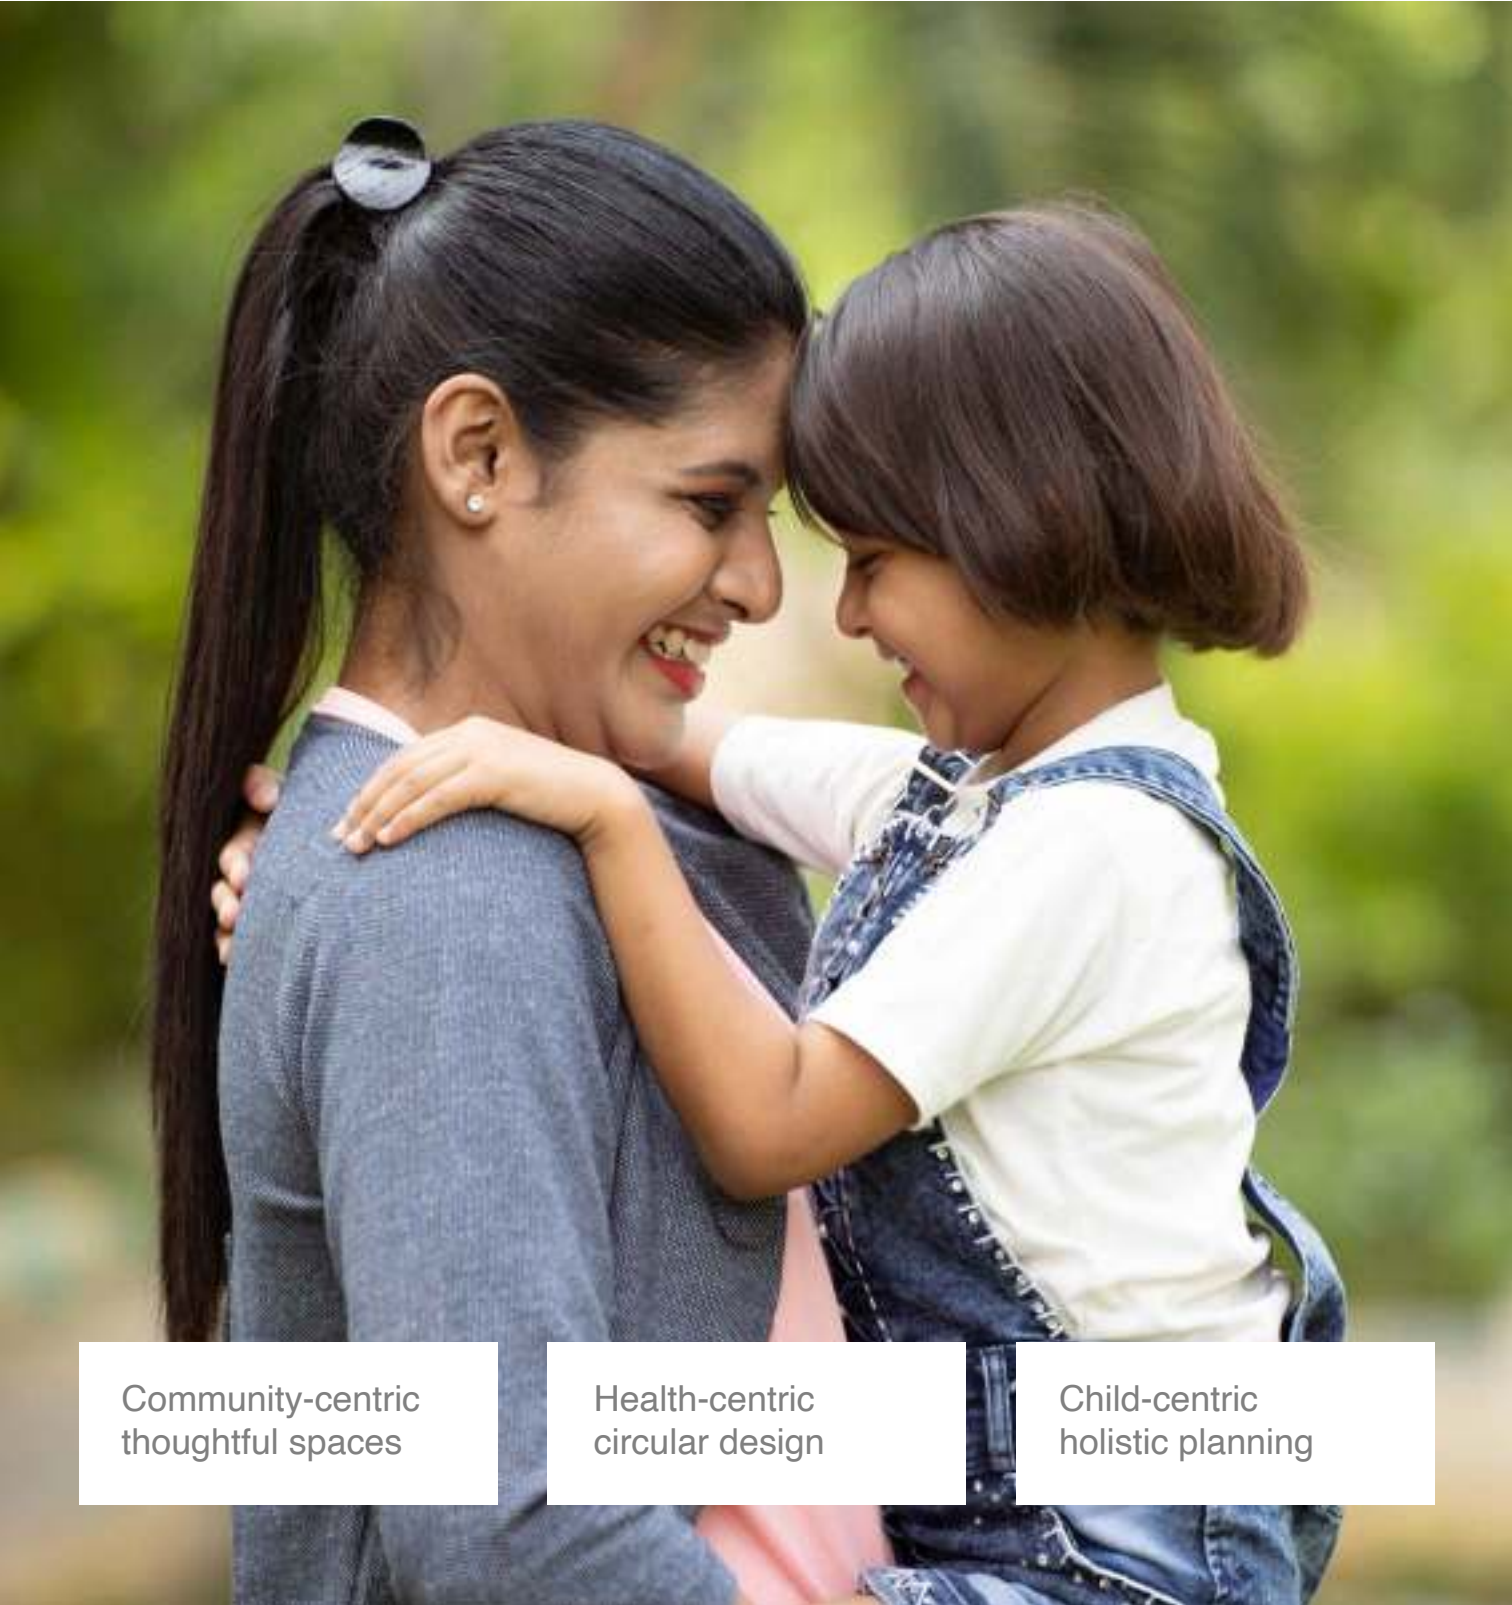 Community-centric
thoughtful spaces
Health-centric
circular design
Child-centric
holistic planning